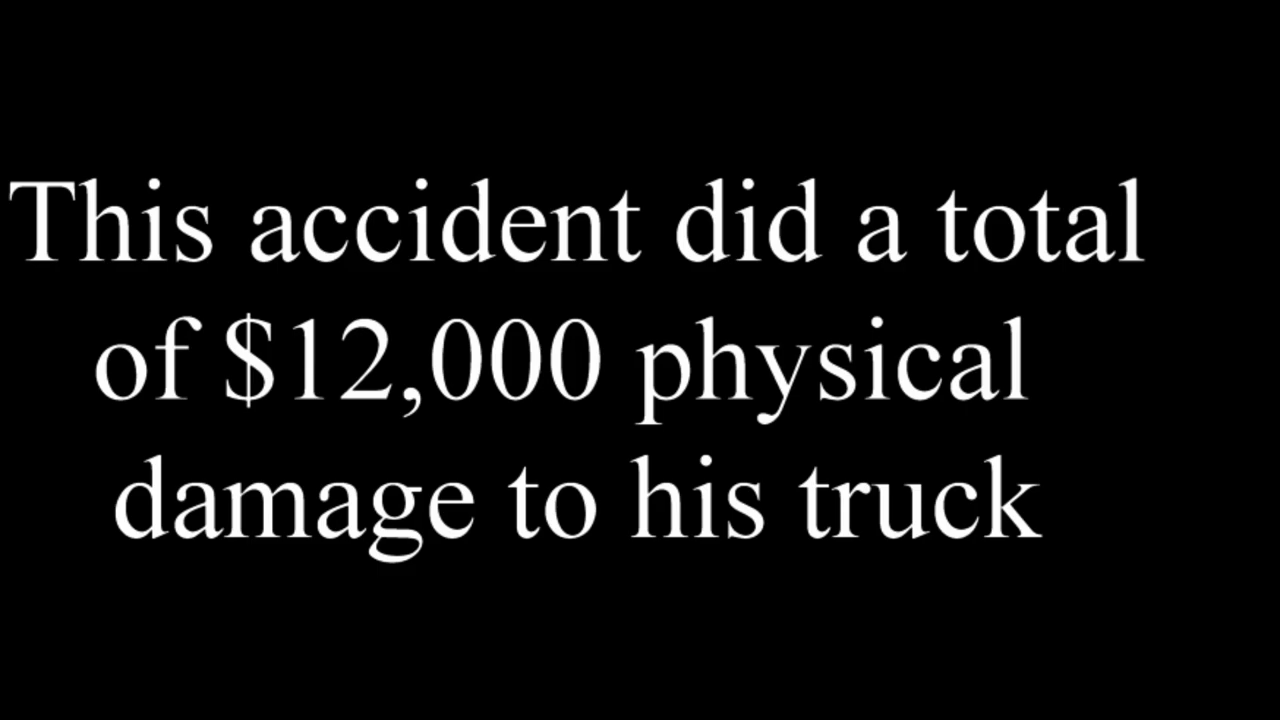 This accident did a total
of $12,000 physical
damage to his truck